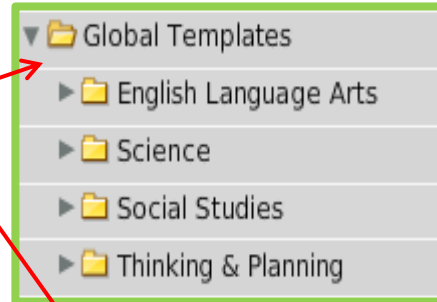 Global Templates
English Language Arts
Science
Social Studies
Thinking & Planning